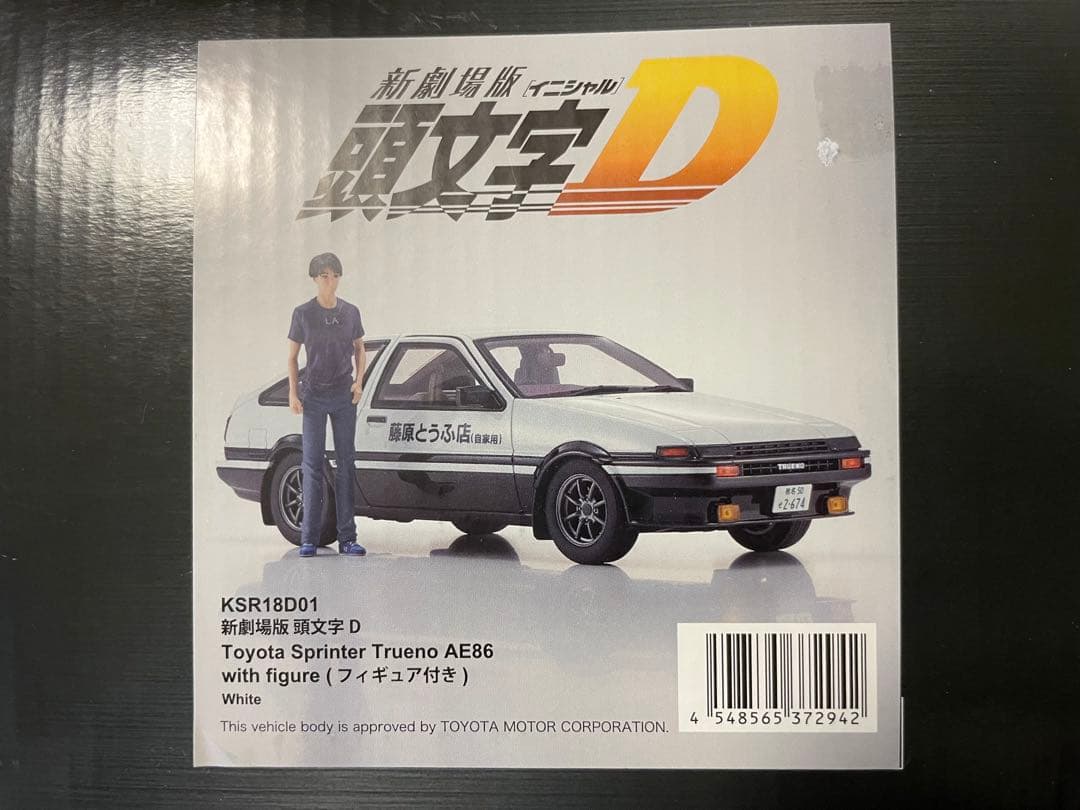 新劇場版 [イニシャル]
頭文字D
LA
藤原とうふ店(自家用)
TRUENO
KSR18D01
新劇場版 頭文字 D
Toyota Sprinter Trueno AE86
with figure ( フィギュア付き )
White
This vehicle body is approved by TOYOTA MOTOR CORPORATION.
4 548565 372942